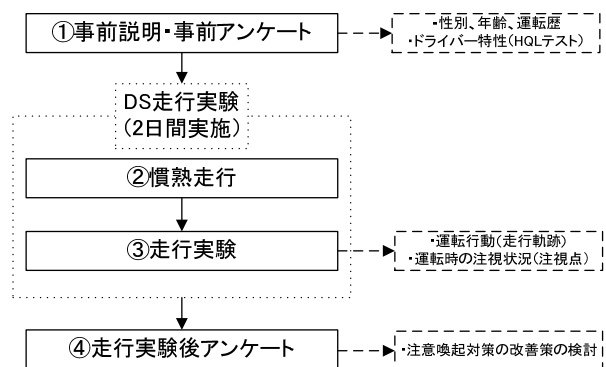 ①事前説明・事前アンケート
・性別、年齢、運転歴
・ドライバー特性(HQLテスト)
DS走行実験
(2日間実施)
②慣熟走行
③走行実験
・運転行動(走行軌跡)
・運転時の注視状況(注視点)
④走行実験後アンケート
・注意喚起対策の改善策の検討